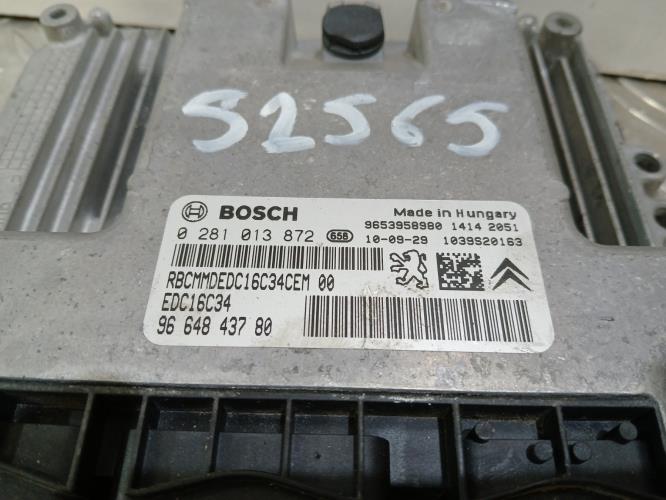 52565
BOSCH
Made in Hungary
0 281 013 872 65B
9653958980 1414 2051
10-09-29 1039S20163
RBCMMDEDC16C34CEM 00
EDC16C34
96 648 437 80